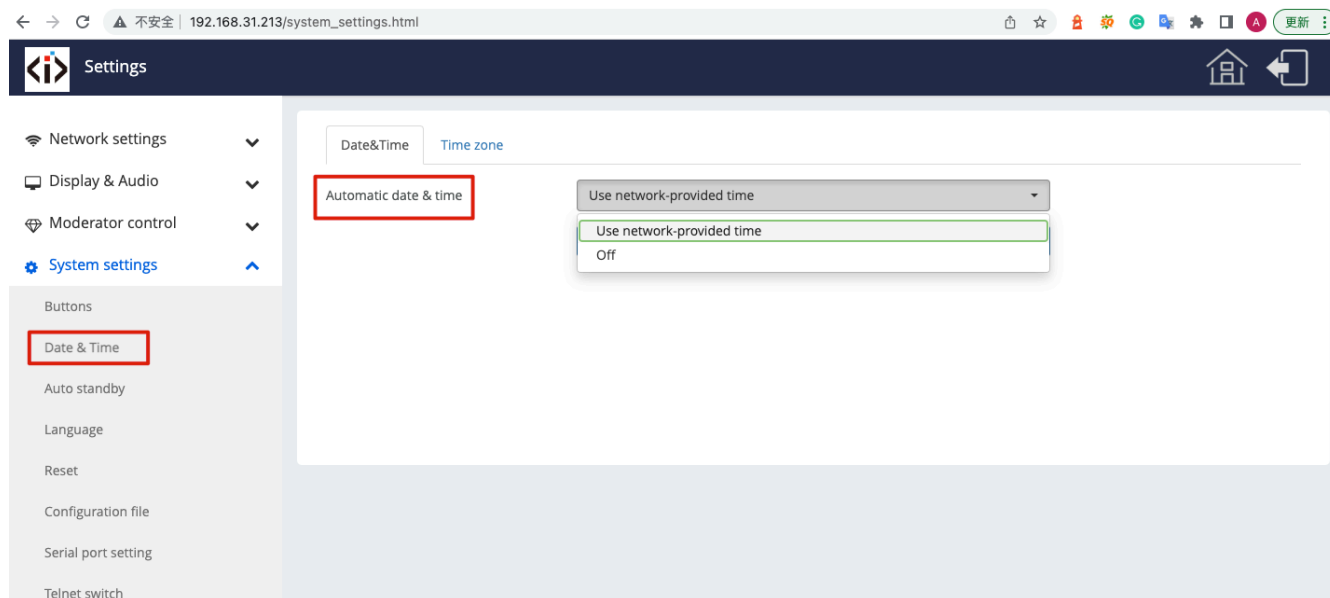 不安全 192.168.31.213/system_settings.html
更新
<i> Settings
Network settings
Display & Audio
Moderator control
System settings
Buttons
Date & Time
Auto standby
Language
Reset
Configuration file
Serial port setting
Telnet switch
Date&Time Time zone
Automatic date & time Use network-provided time
Use network-provided time
Off